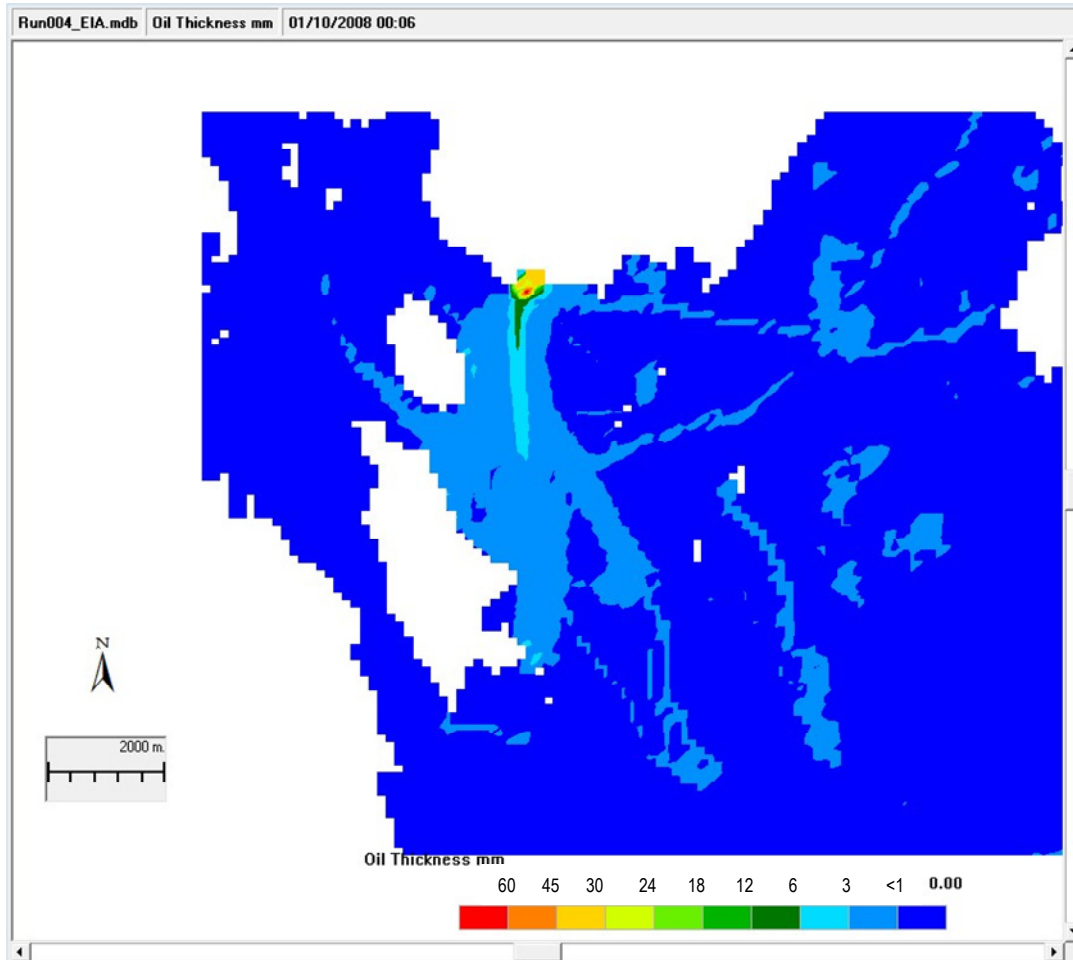 Run004_EIA.mdb Oil Thickness mm 01/10/2008 00:06
N
2000 m.
Oil Thickness mm
60 45 30 24 18 12 6 3 <1 0.00